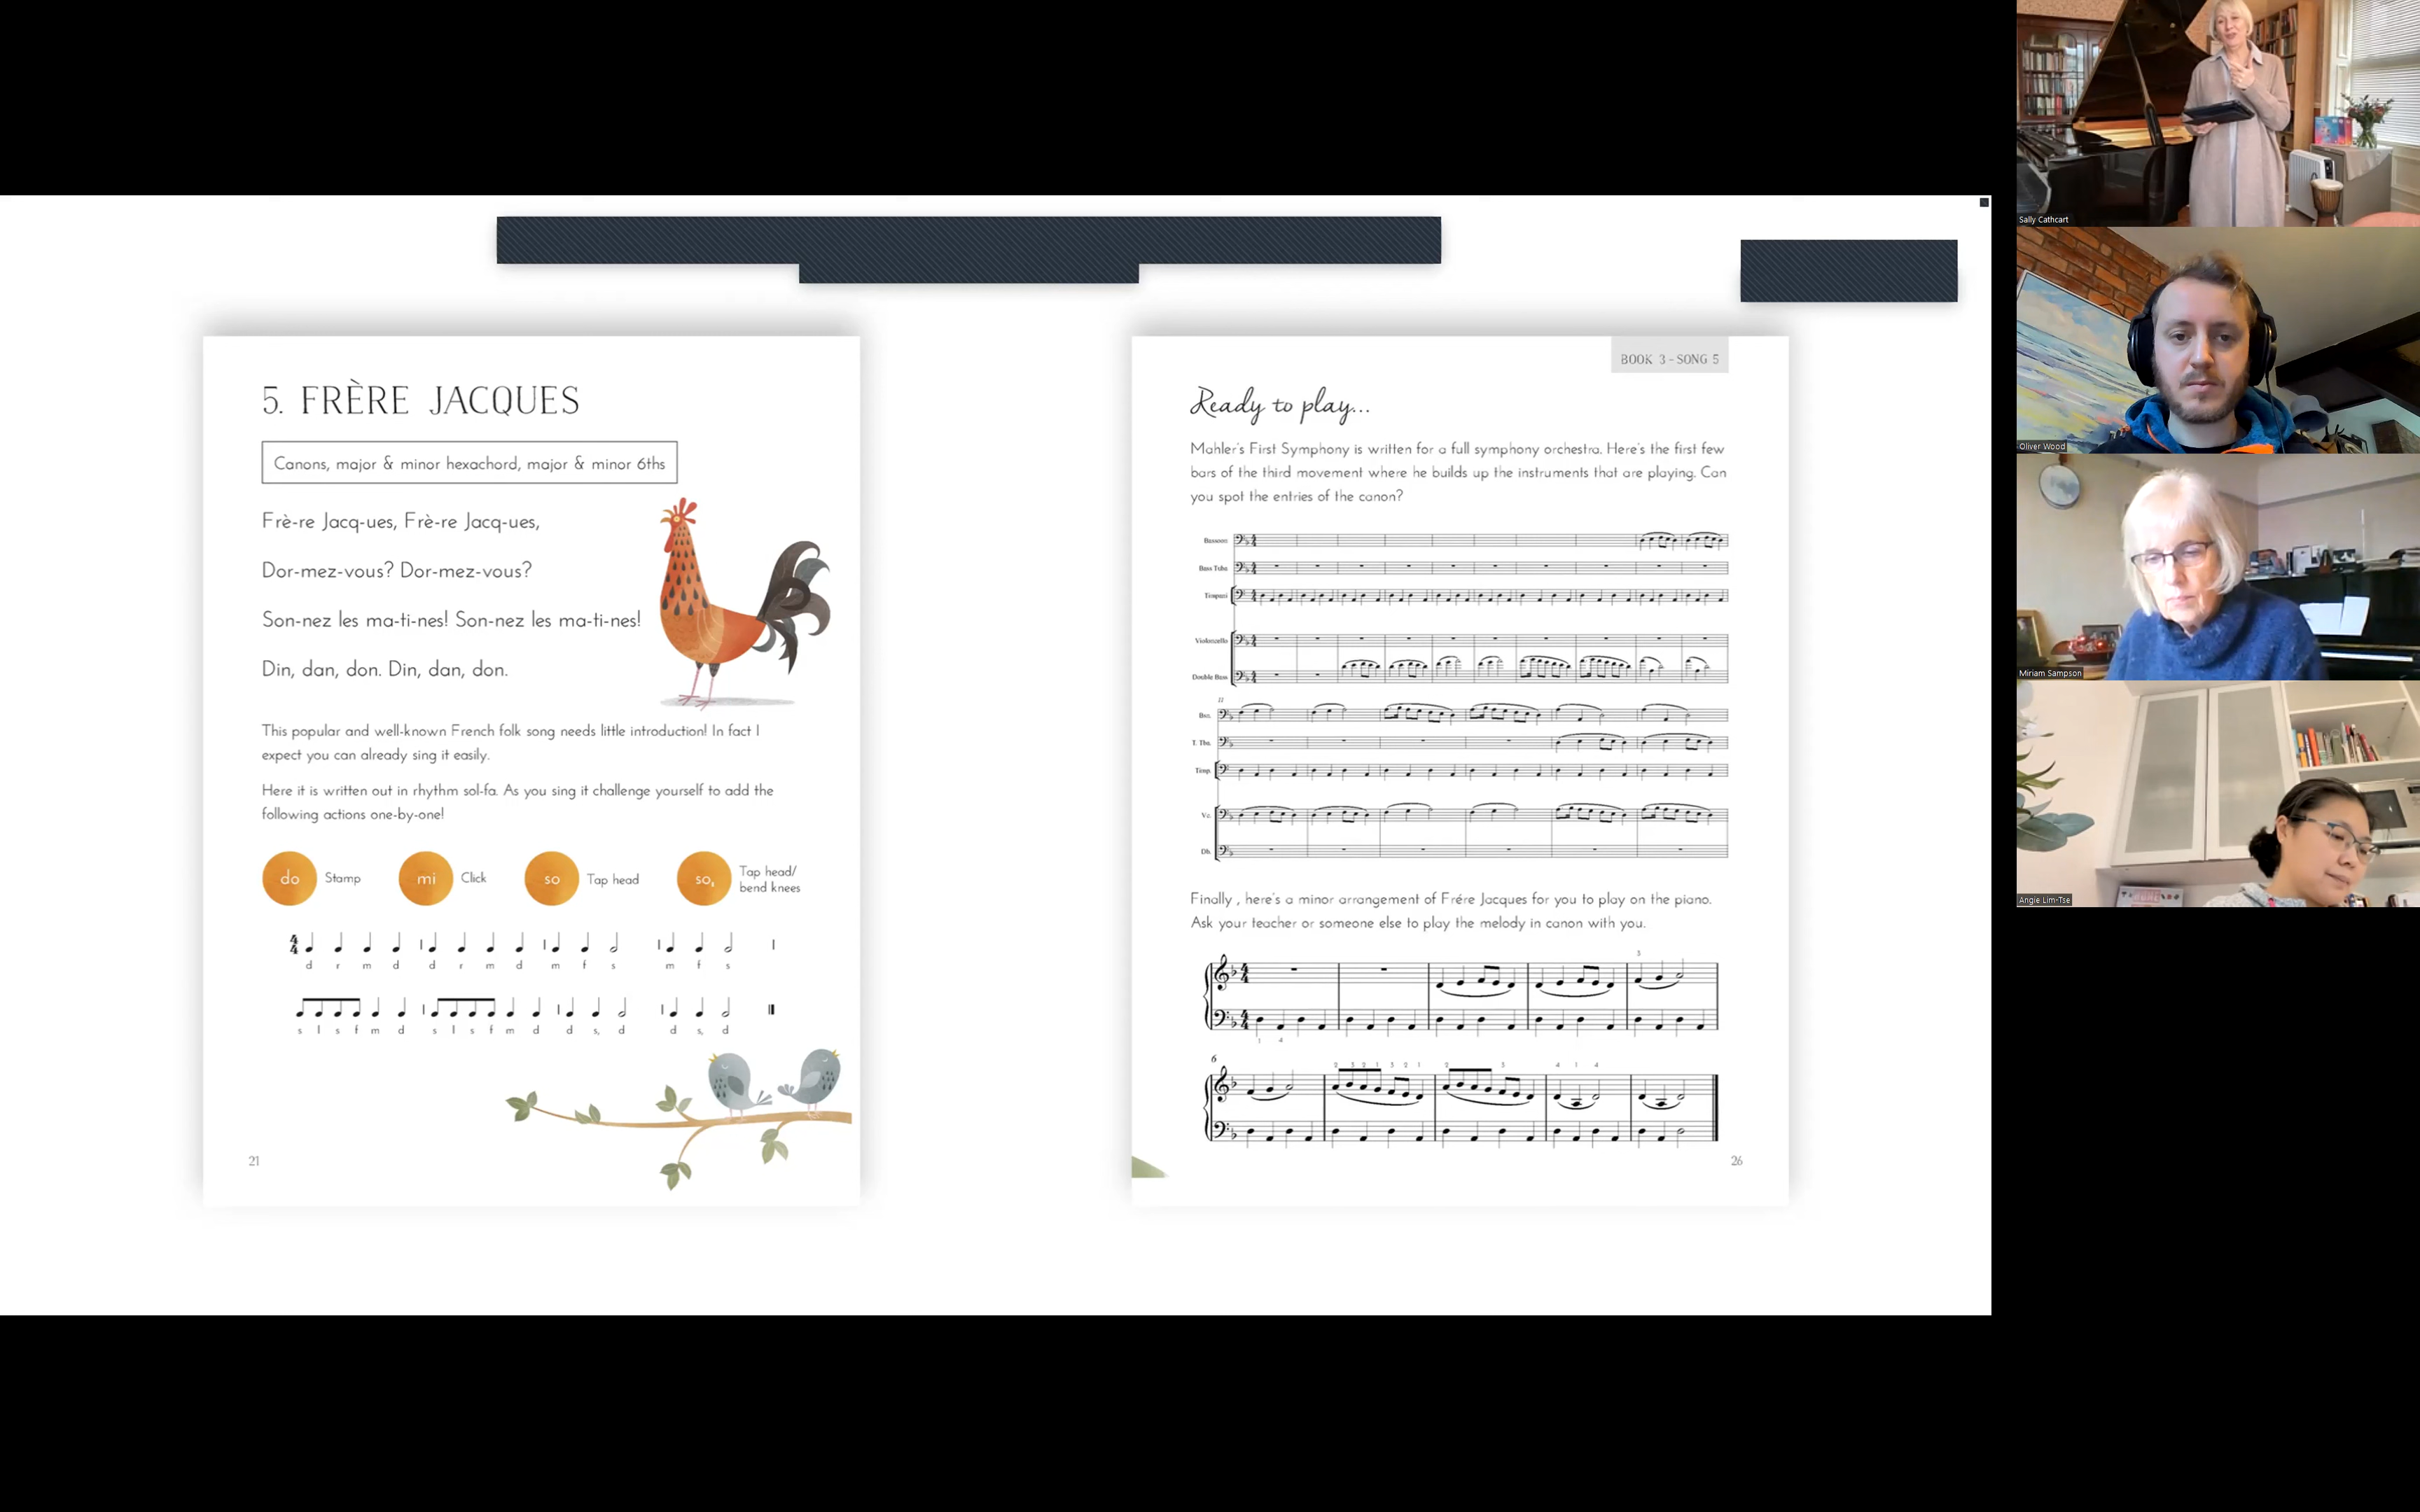 5. FRÈRE JACQUES
Canons, major & minor hexachord, major & minor 6ths
Frè-re Jacq-ues, Frè-re Jacq-ues,
Dor-mez-vous? Dor-mez-vous?
Son-nez les ma-ti-nes! Son-nez les ma-ti-nes!
Din, dan, don. Din, dan, don.
This popular and well-known French folk song needs little introduction! In fact I
expect you can already sing it easily.
Here it is written out in rhythm sol-fa. As you sing it challenge yourself to add the
following actions one-by-one!
do Stamp mi Click so Tap head so, Tap head/
bend knees
4
4
d r m d d r m d m f s m f s
s l s f m d s l s f m d d s, d d s, d
21
BOOK 3 - SONG 5
Ready to play...
Mahler's First Symphony is written for a full symphony orchestra. Here's the first few
bars of the third movement where he builds up the instruments that are playing. Can
you spot the entries of the canon?
Bassoon
Bass Tuba
Timpani
Violoncello
Double Bass
11
Bsn.
T. Tba.
Timp.
Vc.
Db.
Finally , here's a minor arrangement of Frére Jacques for you to play on the piano.
Ask your teacher or someone else to play the melody in canon with you.
6
26
Sally Cathcart
Oliver Wood
Miriam Sampson
Angie Lim-Tse